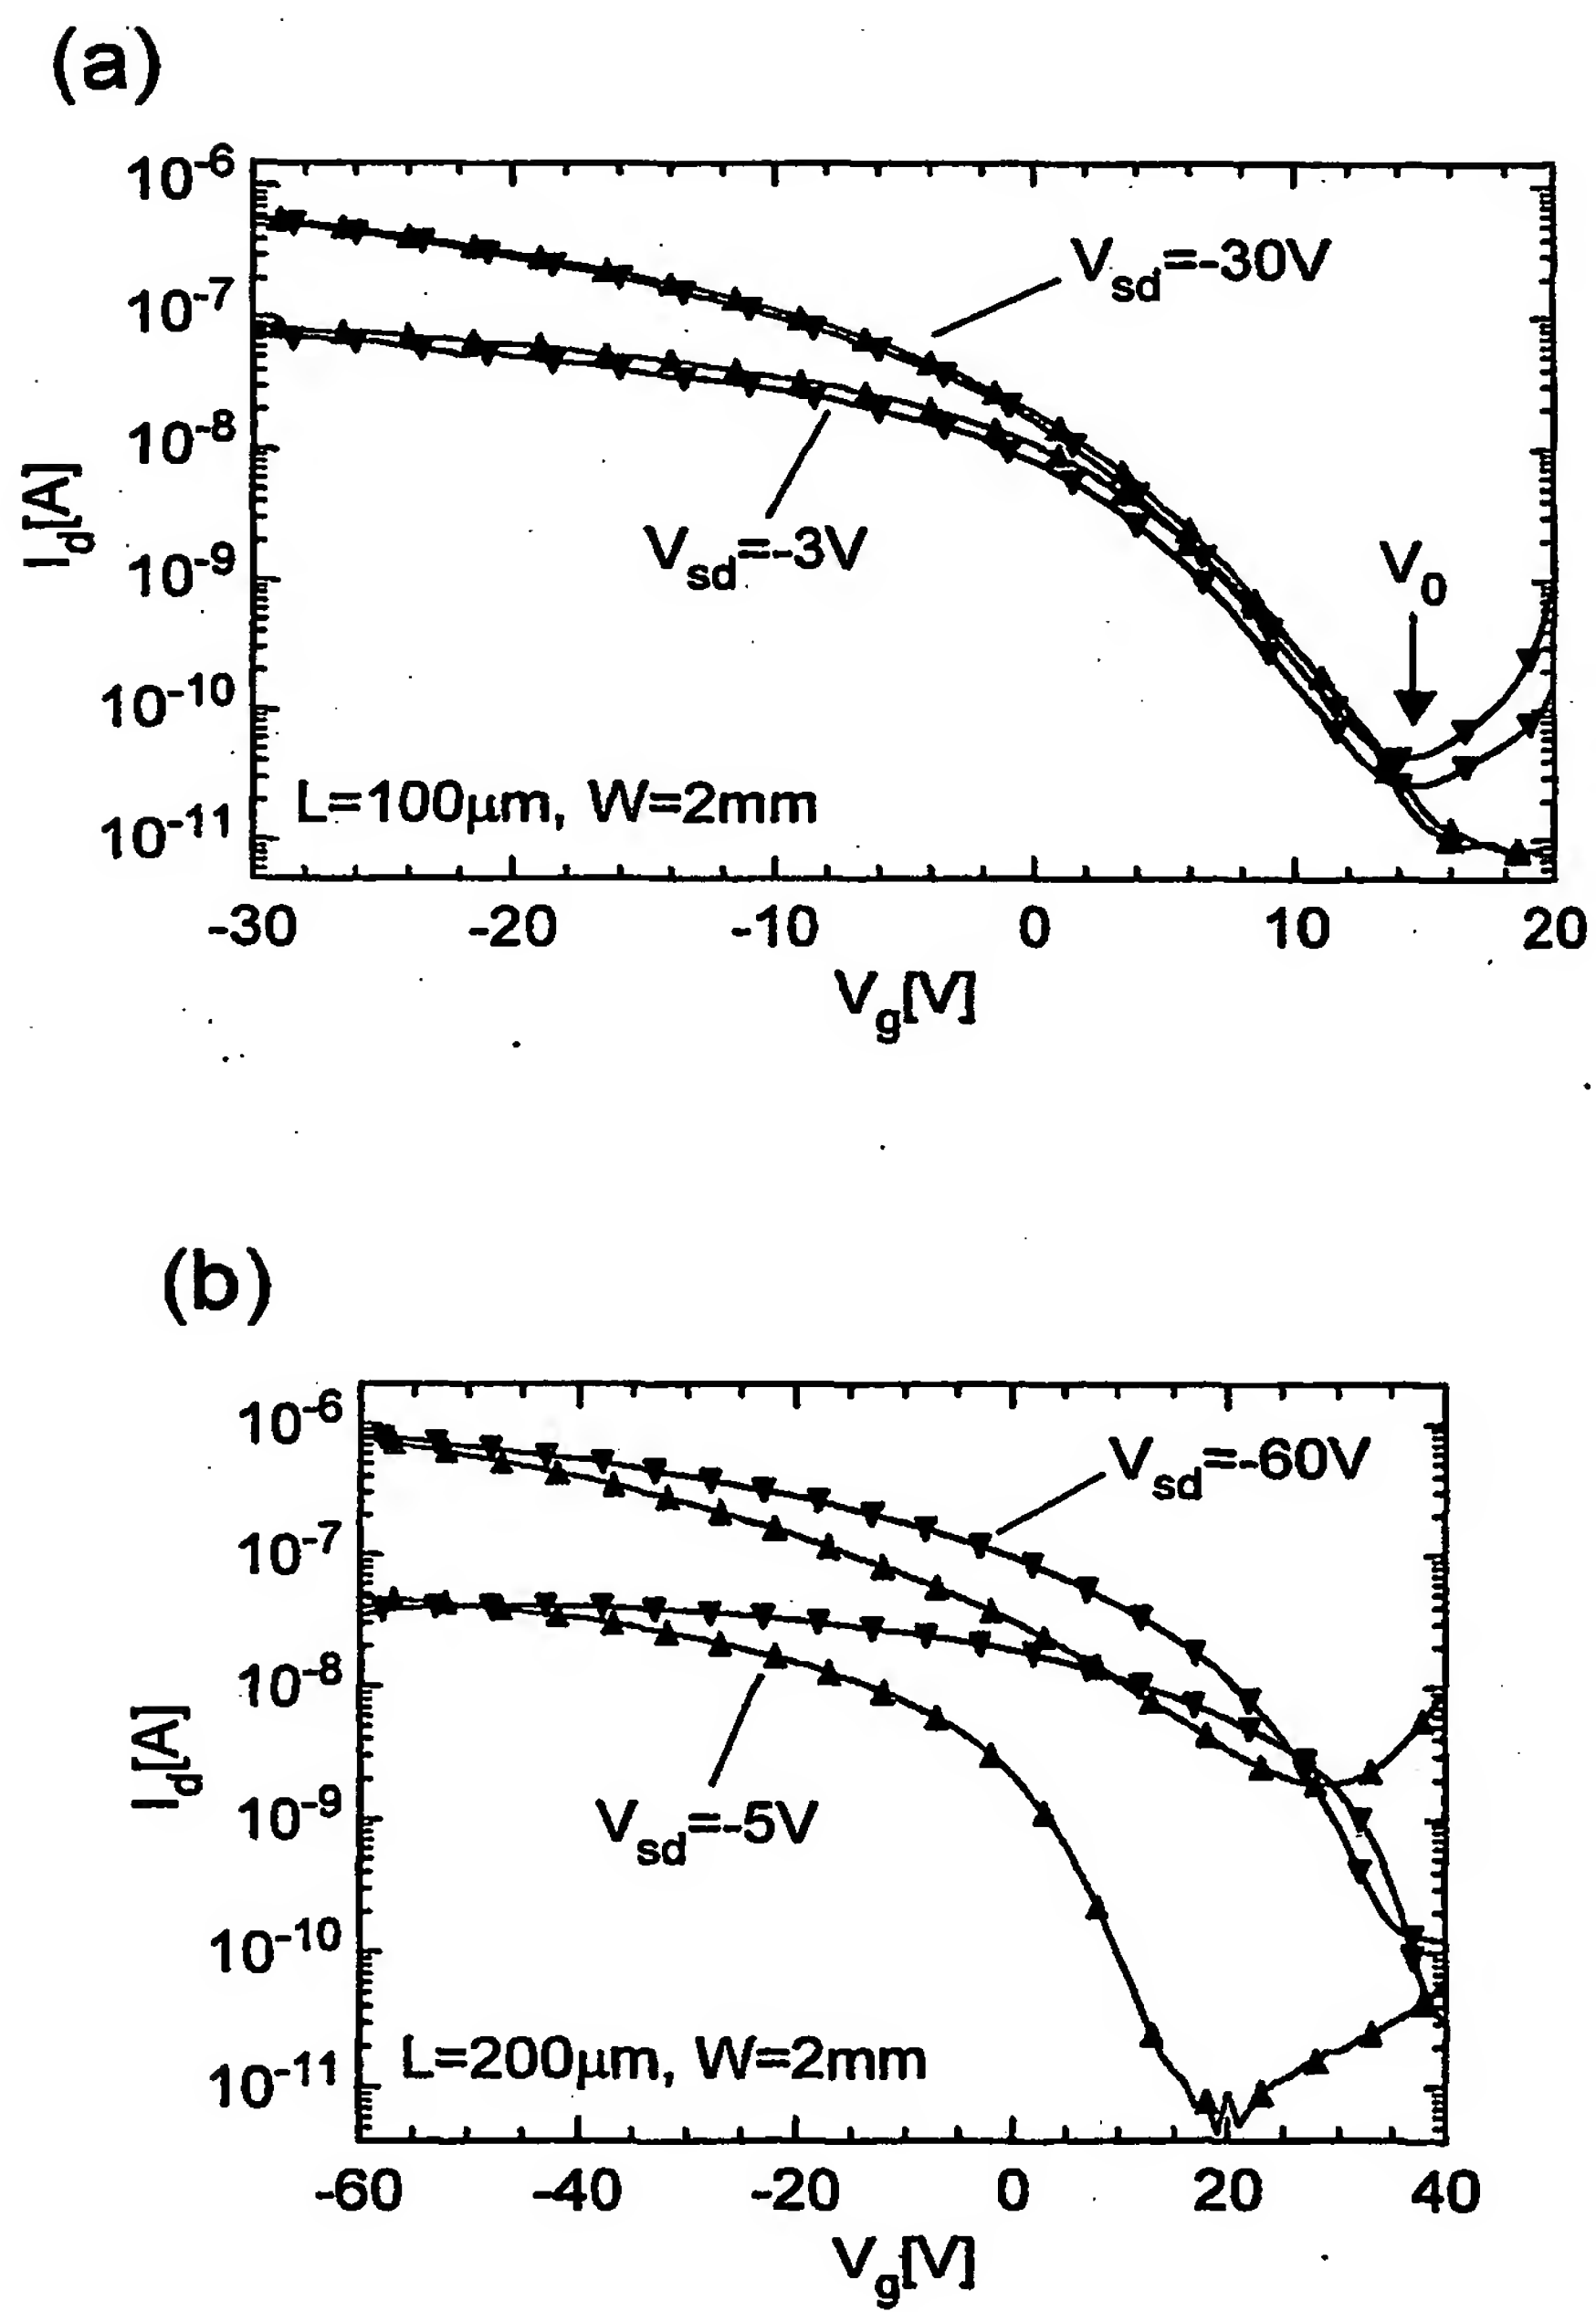 (a)
10⁻⁶
10⁻⁷
10⁻⁸
10⁻⁹
10⁻¹⁰
10⁻¹¹
I_d[A]
V_sd=-30V
V_sd=-3V
V_0
L=100μm, W=2mm
-30 -20 -10 0 10 20
V_g[V]
(b)
10⁻⁶
10⁻⁷
10⁻⁸
10⁻⁹
10⁻¹⁰
10⁻¹¹
I_d[A]
V_sd=-60V
V_sd=-5V
L=200μm, W=2mm
-60 -40 -20 0 20 40
V_g[V]